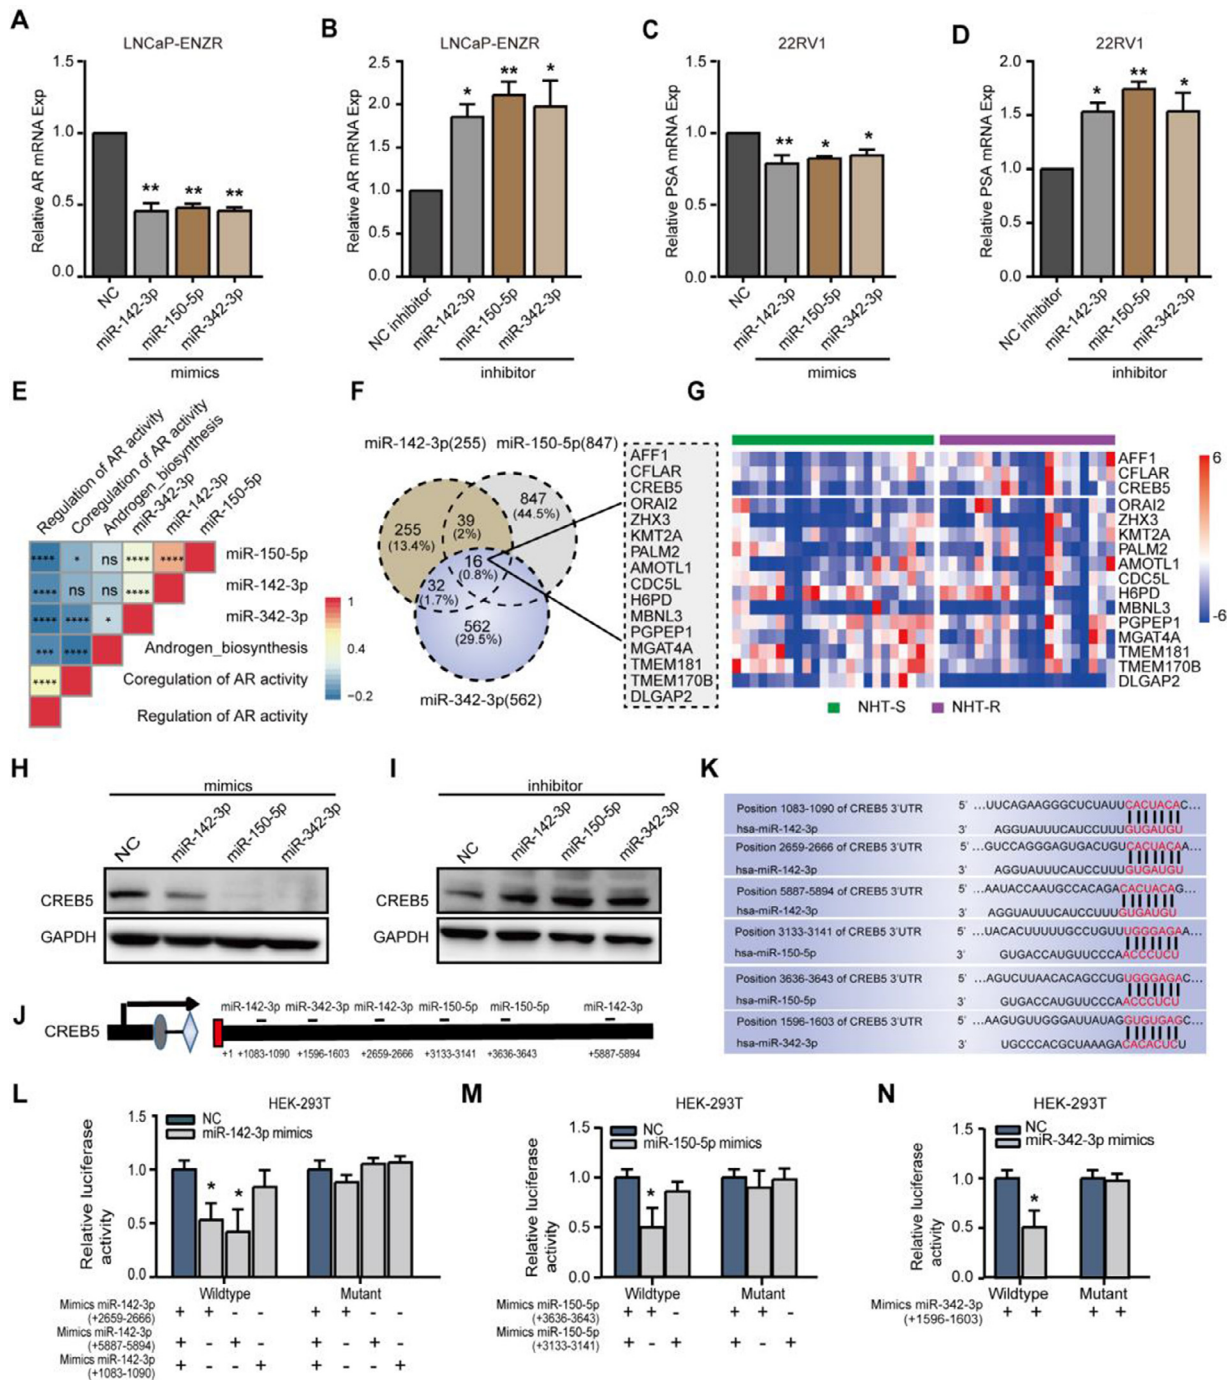 A
LNCaP-ENZR
Relative AR mRNA Exp
1.5
1.0
0.5
0.0
**
**
**
NC
miR-142-3p
miR-150-5p
miR-342-3p
mimics
B
LNCaP-ENZR
Relative AR mRNA Exp
2.5
2.0
1.5
1.0
0.5
0.0
*
**
*
NC inhibitor
miR-142-3p
miR-150-5p
miR-342-3p
inhibitor
C
22RV1
Relative PSA mRNA Exp
1.5
1.0
0.5
0.0
**
*
*
NC
miR-142-3p
miR-150-5p
miR-342-3p
mimics
D
22RV1
Relative PSA mRNA Exp
2.0
1.5
1.0
0.5
0.0
*
**
*
NC inhibitor
miR-142-3p
miR-150-5p
miR-342-3p
inhibitor
E
Regulation of AR activity
Coregulation of AR activity
Androgen_biosynthesis
miR-342-3p
miR-142-3p
miR-150-5p
**** * ns **** **** miR-150-5p
**** ns ns **** miR-142-3p
**** **** * miR-342-3p
*** **** Androgen_biosynthesis
**** Coregulation of AR activity
Regulation of AR activity
1
0.4
−0.2
F
miR-142-3p(255) miR-150-5p(847)
255
(13.4%)
39
(2%)
847
(44.5%)
16
(0.8%)
32
(1.7%)
562
(29.5%)
miR-342-3p(562)
AFF1
CFLAR
CREB5
ORAI2
ZHX3
KMT2A
PALM2
AMOTL1
CDC5L
H6PD
MBNL3
PGPEP1
MGAT4A
TMEM181
TMEM170B
DLGAP2
G
AFF1
CFLAR
CREB5
ORAI2
ZHX3
KMT2A
PALM2
AMOTL1
CDC5L
H6PD
MBNL3
PGPEP1
MGAT4A
TMEM181
TMEM170B
DLGAP2
6
-6
NHT-S NHT-R
H
mimics
NC
miR-142-3p
miR-150-5p
miR-342-3p
CREB5
GAPDH
I
inhibitor
NC
miR-142-3p
miR-150-5p
miR-342-3p
CREB5
GAPDH
J
CREB5
miR-142-3p miR-342-3p miR-142-3p miR-150-5p miR-150-5p miR-142-3p
+1 +1083-1090 +1596-1603 +2659-2666 +3133-3141 +3636-3643 +5887-5894
K
Position 1083-1090 of CREB5 3'UTR 5' ...UUCAGAAGGGCUCUAUUCACUACAC...
hsa-miR-142-3p 3' AGGUAUUUCAUCCUUUGUGAUGU
Position 2659-2666 of CREB5 3'UTR 5' ...GUCCAGGGAGUGACUGUCACUACAA...
hsa-miR-142-3p 3' AGGUAUUUCAUCCUUUGUGAUGU
Position 5887-5894 of CREB5 3'UTR 5' ...AAUACCAAUGCCACAGACACUACAG...
hsa-miR-142-3p 3' AGGUAUUUCAUCCUUUGUGAUGU
Position 3133-3141 of CREB5 3'UTR 5' ...UACACUUUUUGCCUGUUUGGGAGAA...
hsa-miR-150-5p 3' GUGACCAUGUUCCCAACCCUCU
Position 3636-3643 of CREB5 3'UTR 5' ...AGUCUUAACACAGCCUGUGGGAGAC...
hsa-miR-150-5p 3' GUGACCAUGUUCCCAACCCUCU
Position 1596-1603 of CREB5 3'UTR 5' ...AAGUGUUGGGAUUAUAGGUGUGAGC...
hsa-miR-342-3p 3' UGCCCACGCUAAAGACACACUCU
L
HEK-293T
NC
miR-142-3p mimics
Relative luciferase
activity
1.5
1.0
0.5
0.0
* *
Wildtype Mutant
Mimics miR-142-3p
(+2659-2666)
+ + - - + + - -
Mimics miR-142-3p
(+5887-5894)
+ - + - + - + -
Mimics miR-142-3p
(+1083-1090)
+ - - + + - - +
M
HEK-293T
NC
miR-150-5p mimics
Relative luciferase
activity
1.5
1.0
0.5
0.0
*
Wildtype Mutant
Mimics miR-150-5p
(+3636-3643)
+ + - + + -
Mimics miR-150-5p
(+3133-3141)
+ - + + - +
N
HEK-293T
NC
miR-342-3p mimics
Relative luciferase
activity
1.5
1.0
0.5
0.0
*
Wildtype Mutant
Mimics miR-342-3p
(+1596-1603)
+ + + +